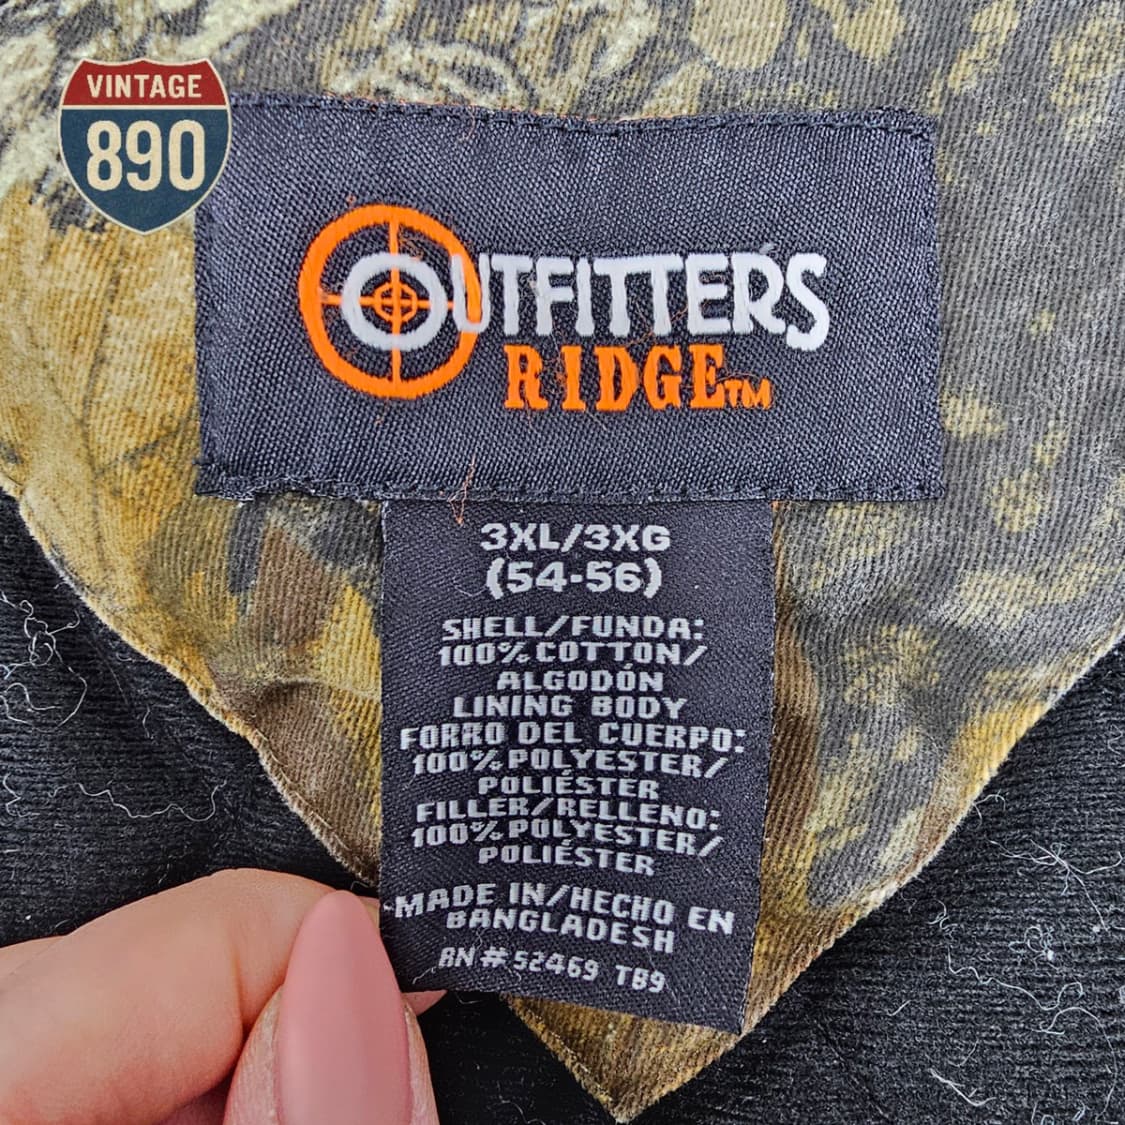 VINTAGE
890
OUTFITTER'S
RIDGE™
3XL/3XG
(54-56)
SHELL/FUNDA:
100% COTTON/
ALGODÓN
LINING BODY
FORRO DEL CUERPO:
100% POLYESTER/
POLIÉSTER
FILLER/RELLENO:
100% POLYESTER/
POLIÉSTER
MADE IN/HECHO EN
BANGLADESH
RN # 52469 TB9